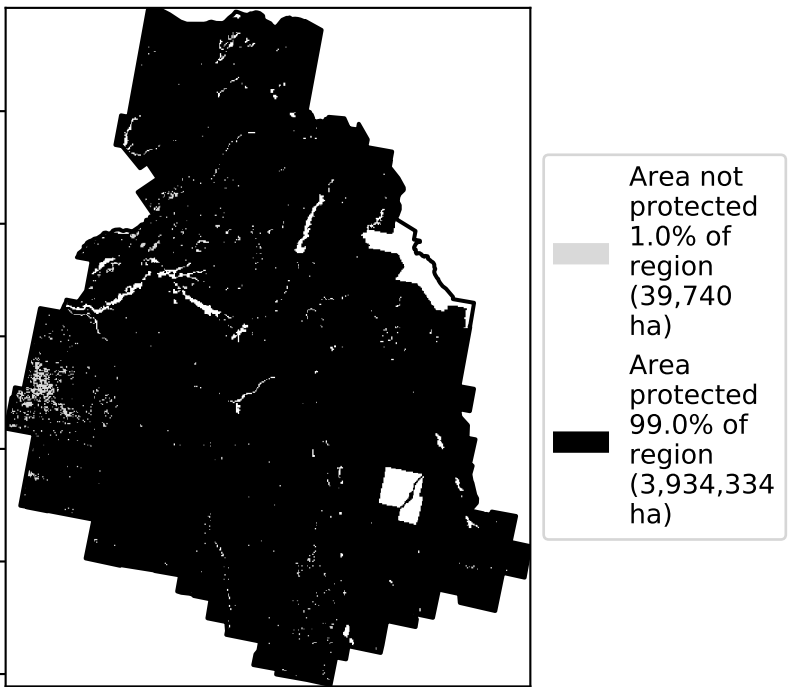 Area not
protected
1.0% of
region
(39,740
ha)
Area
protected
99.0% of
region
(3,934,334
ha)